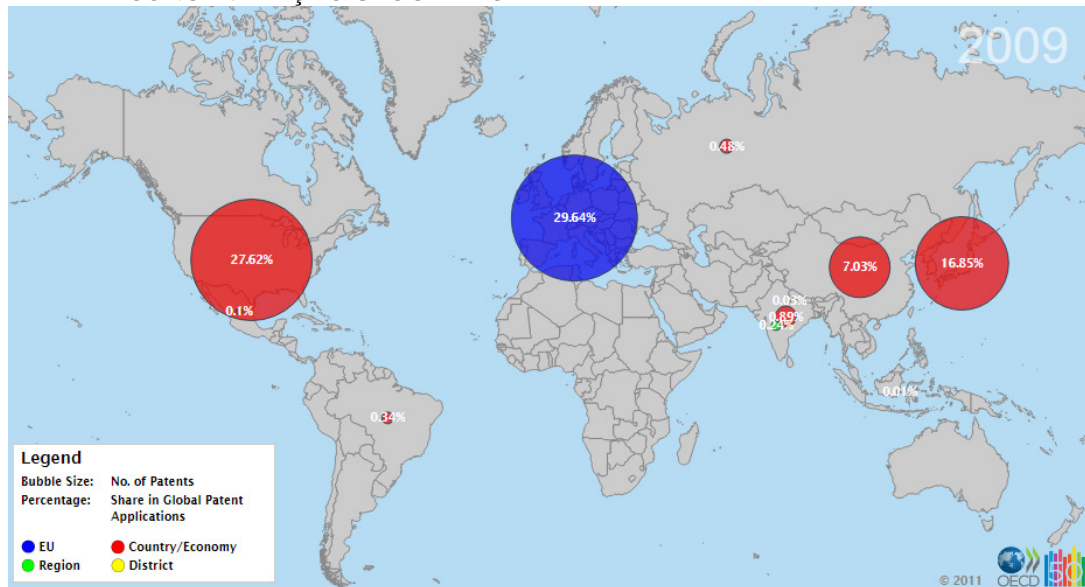 2009
0.48%
29.64%
27.62%
7.03%
16.85%
0.1%
0.03%
0.89%
0.24%
0.01%
0.34%
Legend
Bubble Size: No. of Patents
Percentage: Share in Global Patent
Applications
EU Country/Economy
Region District
© 2011 OECD